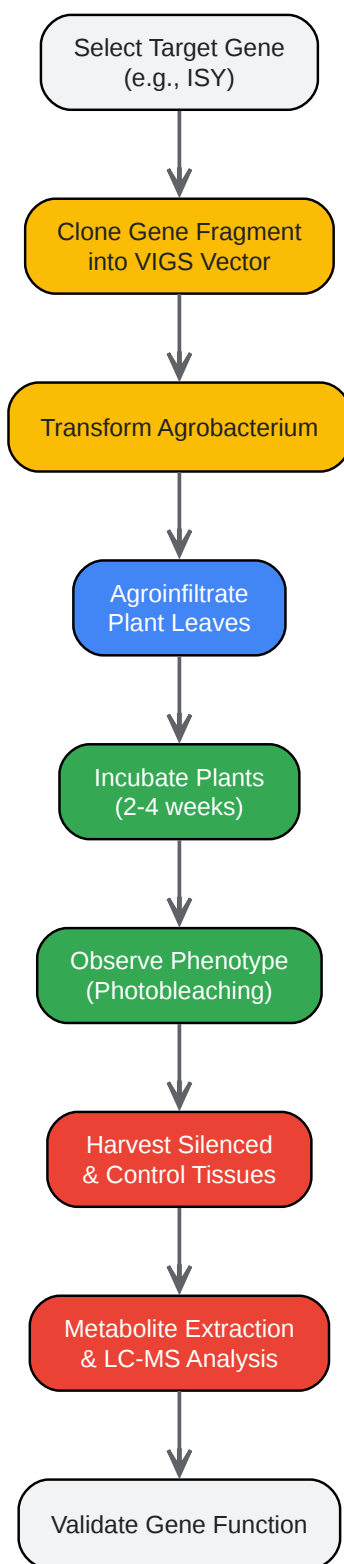 Select Target Gene
(e.g., ISY)
Clone Gene Fragment
into VIGS Vector
Transform Agrobacterium
Agroinfiltrate
Plant Leaves
Incubate Plants
(2-4 weeks)
Observe Phenotype
(Photobleaching)
Harvest Silenced
& Control Tissues
Metabolite Extraction
& LC-MS Analysis
Validate Gene Function